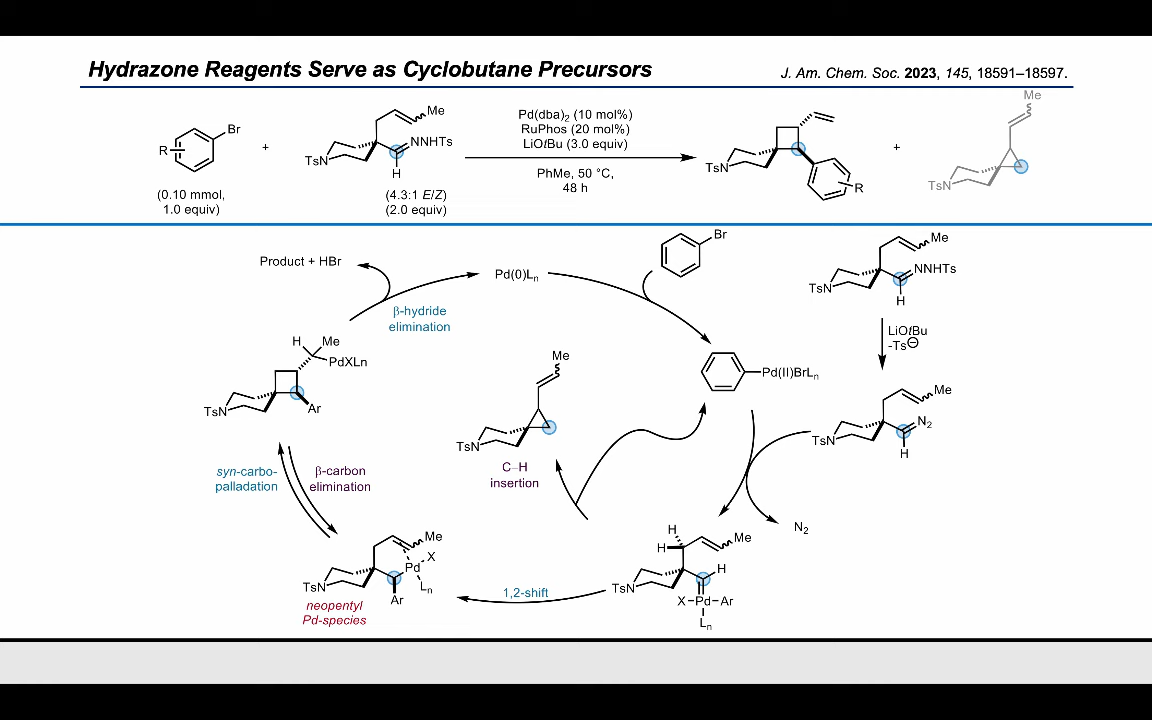 Hydrazone Reagents Serve as Cyclobutane Precursors
J. Am. Chem. Soc. 2023, 145, 18591–18597.
R
Br
(0.10 mmol,
1.0 equiv)
+
Me
NNHTs
TsN
H
(4.3:1 E/Z)
(2.0 equiv)
Pd(dba)₂ (10 mol%)
RuPhos (20 mol%)
LiOtBu (3.0 equiv)
PhMe, 50 °C,
48 h
TsN
R
+
Me
TsN
Product + HBr
Pd(0)Lₙ
Br
β-hydride
elimination
Me
NNHTs
TsN
H
LiOtBu
-Ts⊖
H
Me
PdXLn
TsN
Ar
Me
TsN
C–H
insertion
Pd(II)BrLₙ
Me
N₂
TsN
H
syn-carbo-
palladation
β-carbon
elimination
N₂
Me
X
Pd
Lₙ
TsN
Ar
neopentyl
Pd-species
1,2-shift
H
H
Me
H
TsN
X–Pd–Ar
Lₙ